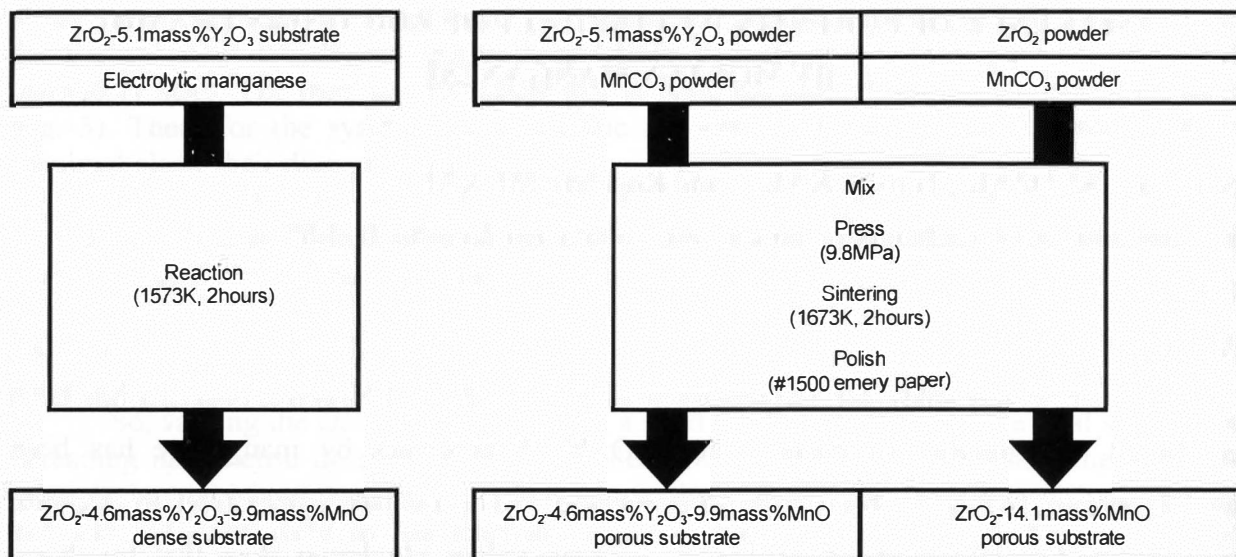 ZrO₂-5.1mass%Y₂O₃ substrate
Electrolytic manganese
Reaction
(1573K, 2hours)
ZrO₂-4.6mass%Y₂O₃-9.9mass%MnO
dense substrate
ZrO₂-5.1mass%Y₂O₃ powder
ZrO₂ powder
MnCO₃ powder
MnCO₃ powder
Mix
Press
(9.8MPa)
Sintering
(1673K, 2hours)
Polish
(#1500 emery paper)
ZrO₂-4.6mass%Y₂O₃-9.9mass%MnO
porous substrate
ZrO₂-14.1mass%MnO
porous substrate